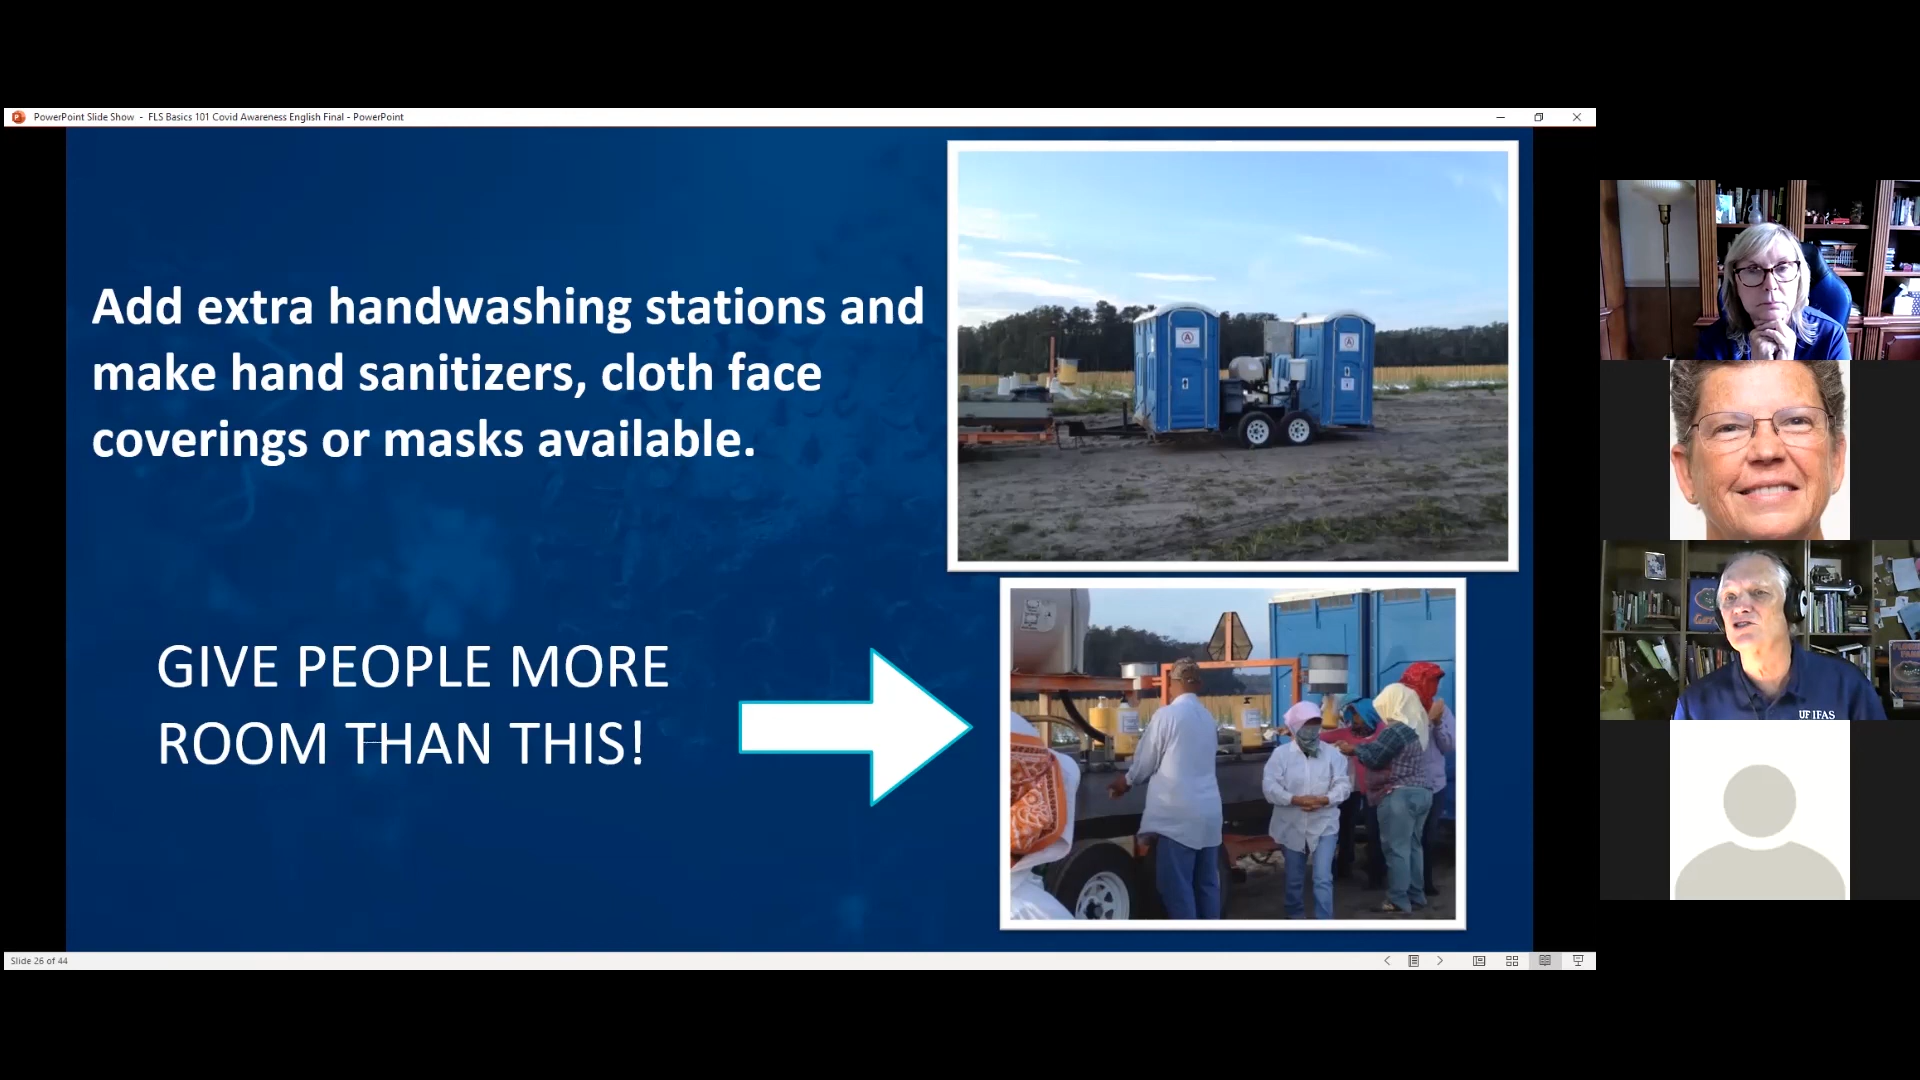 PowerPoint Slide Show - FLS Basics 101 Covid Awareness English Final - PowerPoint
Add extra handwashing stations and
make hand sanitizers, cloth face
coverings or masks available.
GIVE PEOPLE MORE
ROOM THAN THIS!
UF IFAS
Slide 26 of 44